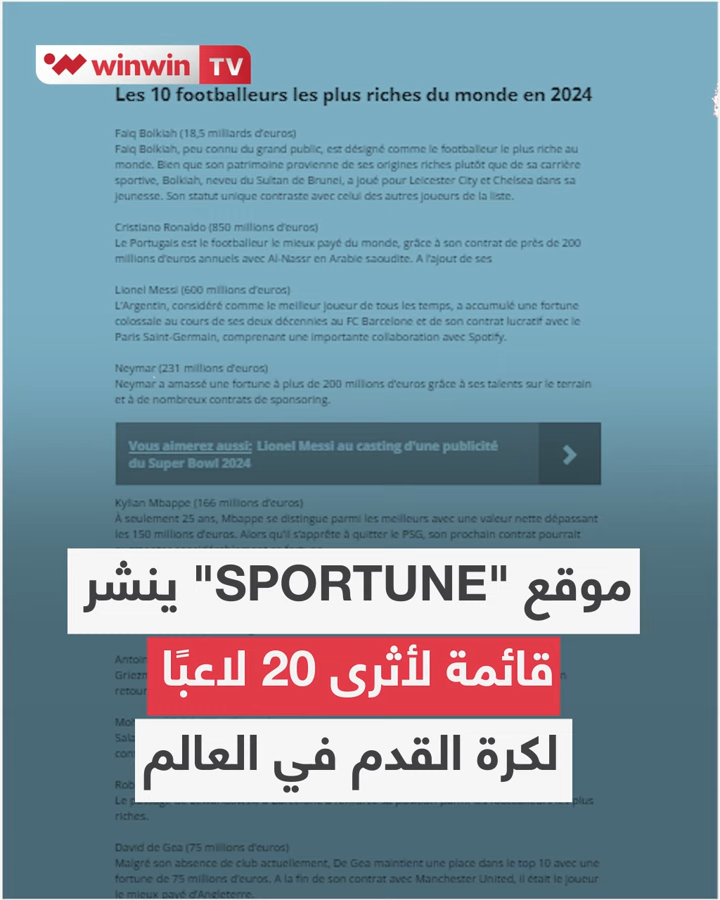 winwin TV
Les 10 footballeurs les plus riches du monde en 2024
Faiq Bolkiah (18,5 milliards d'euros)
Faiq Bolkiah, peu connu du grand public, est désigné comme le footballeur le plus riche au
monde. Bien que son patrimoine provienne de ses origines riches plutôt que de sa carrière
sportive, Bolkiah, neveu du Sultan de Brunei, a joué pour Leicester City et Chelsea dans sa
jeunesse. Son statut unique contraste avec celui des autres joueurs de la liste.
Cristiano Ronaldo (850 millions d'euros)
Le Portugais est le footballeur le mieux payé du monde, grâce à son contrat de près de 200
millions d'euros annuels avec Al-Nassr en Arabie saoudite. A l'ajout de ses
Lionel Messi (600 millions d'euros)
L'Argentin, considéré comme le meilleur joueur de tous les temps, a accumulé une fortune
colossale au cours de ses deux décennies au FC Barcelone et de son contrat lucratif avec le
Paris Saint-Germain, comprenant une importante collaboration avec Spotify.
Neymar (231 millions d'euros)
Neymar a amassé une fortune à plus de 200 millions d'euros grâce à ses talents sur le terrain
et à de nombreux contrats de sponsoring.
Vous aimerez aussi: Lionel Messi au casting d'une publicité
du Super Bowl 2024
Kylian Mbappe (166 millions d'euros)
À seulement 25 ans, Mbappe se distingue parmi les meilleurs avec une valeur nette dépassant
les 150 millions d'euros. Alors qu'il s'apprête à quitter le PSG, son prochain contrat pourrait
موقع "SPORTUNE" ينشر
قائمة لأثرى 20 لاعبًا
لكرة القدم في العالم
plus
riches.
David de Gea (75 millions d'euros)
Malgré son absence de club actuellement, De Gea maintient une place dans le top 10 avec une
fortune de 75 millions d'euros. A la fin de son contrat avec Manchester United, il était le joueur
le mieux payé d'Angleterre.